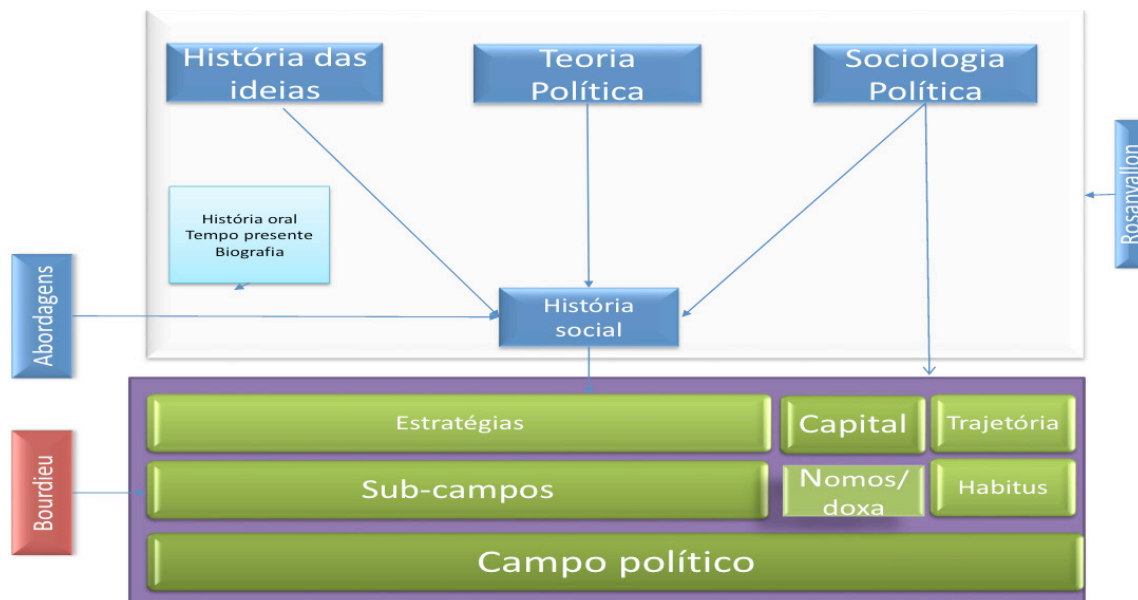 História das
ideias
Teoria
Política
Sociologia
Política
Rosanvallon
História oral
Tempo presente
Biografia
Abordagens
História
social
Estratégias
Capital
Trajetória
Bourdieu
Sub-campos
Nomos/
doxa
Habitus
Campo político